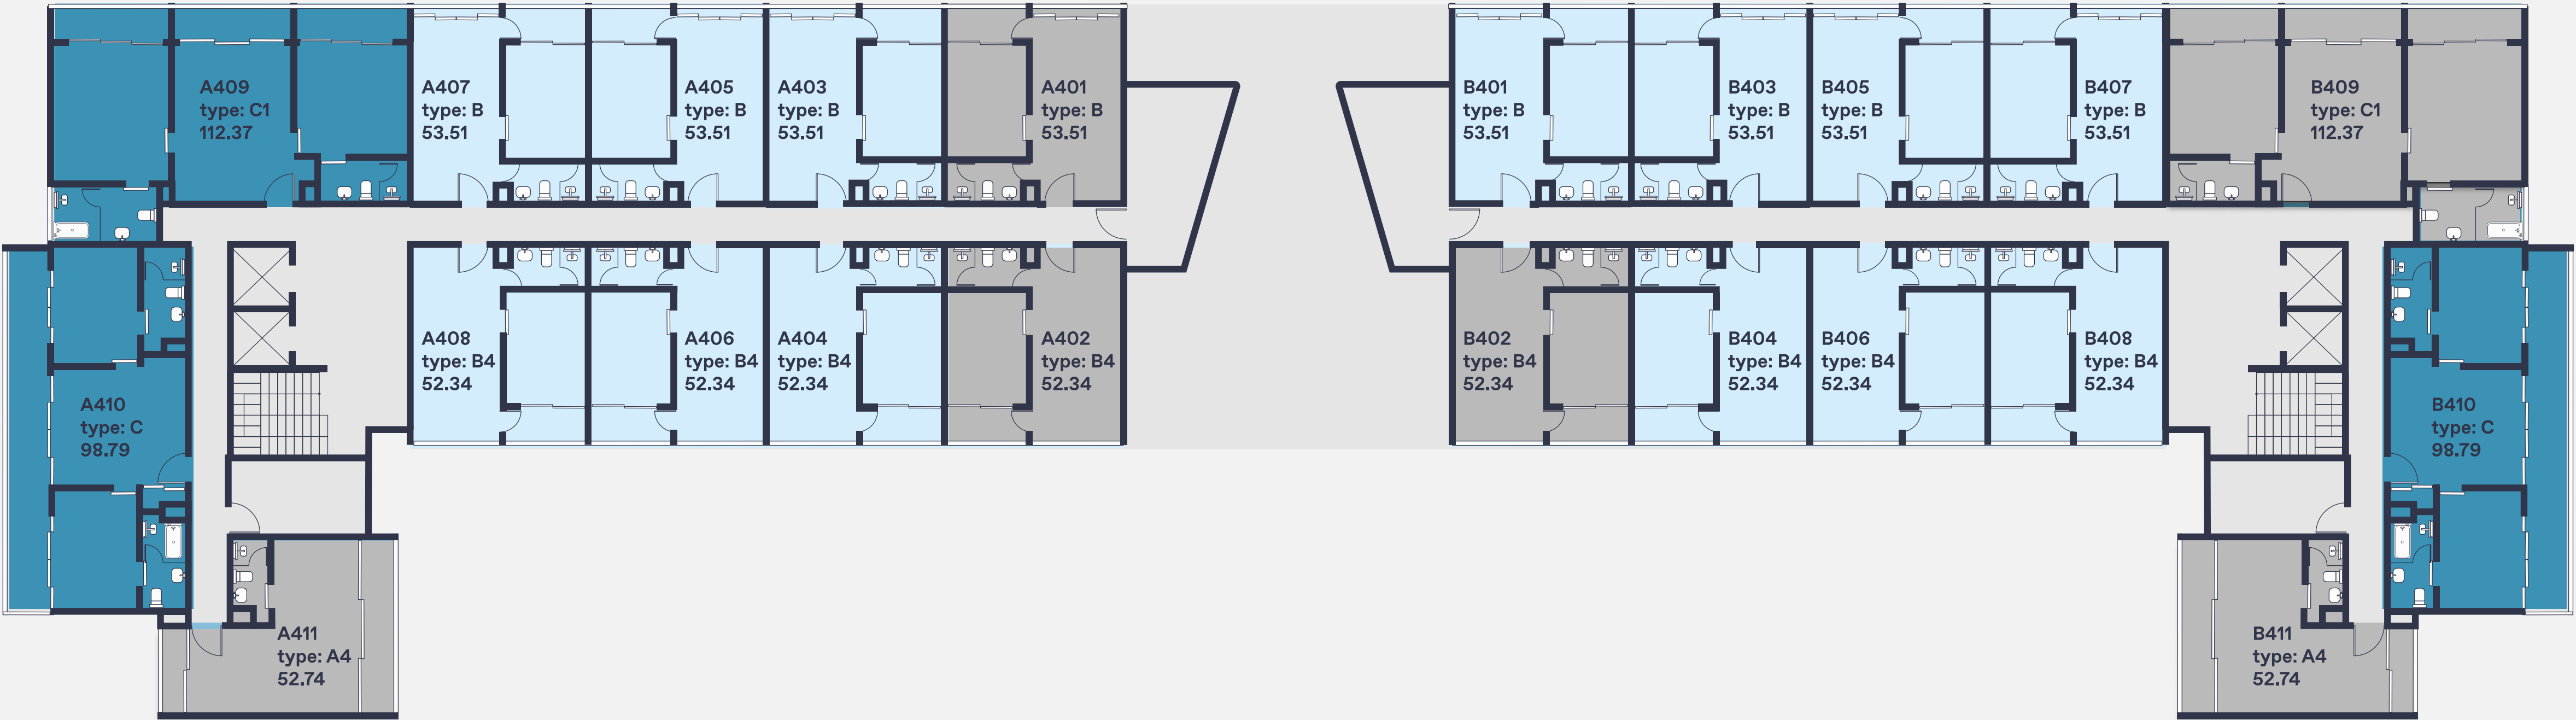 A409
type: C1
112.37
A407
type: B
53.51
A405
type: B
53.51
A403
type: B
53.51
A401
type: B
53.51
B401
type: B
53.51
B403
type: B
53.51
B405
type: B
53.51
B407
type: B
53.51
B409
type: C1
112.37
A408
type: B4
52.34
A406
type: B4
52.34
A404
type: B4
52.34
A402
type: B4
52.34
B402
type: B4
52.34
B404
type: B4
52.34
B406
type: B4
52.34
B408
type: B4
52.34
A410
type: C
98.79
B410
type: C
98.79
A411
type: A4
52.74
B411
type: A4
52.74